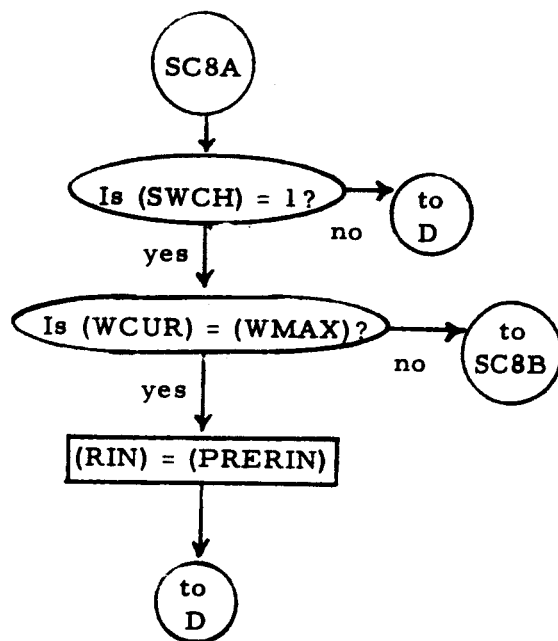 SC8A
Is (SWCH) = 1?
to
D
no
yes
Is (WCUR) = (WMAX)?
to
SC8B
no
yes
(RIN) = (PRERIN)
to
D